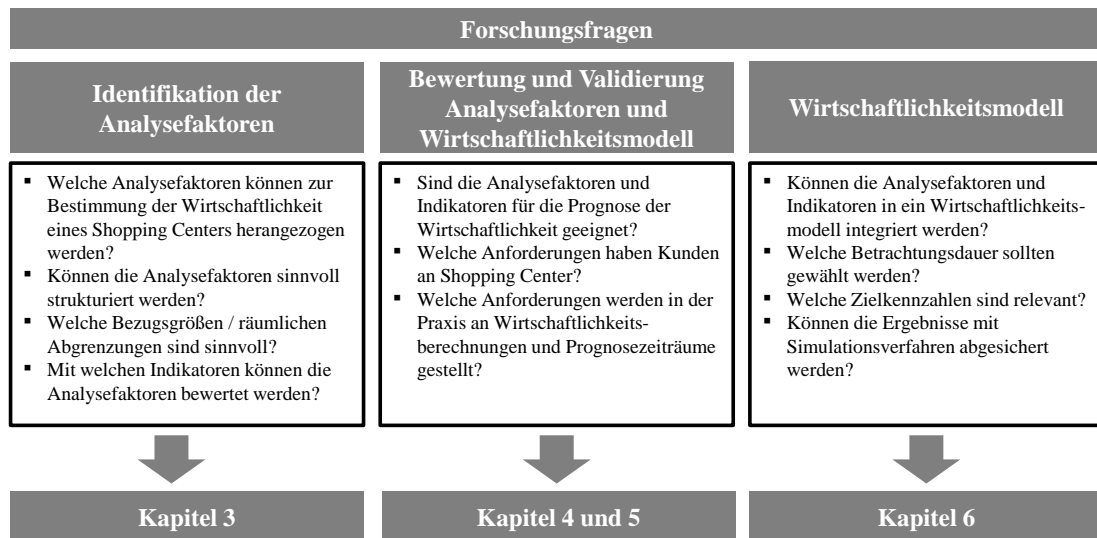 Forschungsfragen
Identifikation der
Analysefaktoren
Bewertung und Validierung
Analysefaktoren und
Wirtschaftlichkeitsmodell
Wirtschaftlichkeitsmodell
▪ Welche Analysefaktoren können zur
Bestimmung der Wirtschaftlichkeit
eines Shopping Centers herangezogen
werden?
▪ Können die Analysefaktoren sinnvoll
strukturiert werden?
▪ Welche Bezugsgrößen / räumlichen
Abgrenzungen sind sinnvoll?
▪ Mit welchen Indikatoren können die
Analysefaktoren bewertet werden?
▪ Sind die Analysefaktoren und
Indikatoren für die Prognose der
Wirtschaftlichkeit geeignet?
▪ Welche Anforderungen haben Kunden
an Shopping Center?
▪ Welche Anforderungen werden in der
Praxis an Wirtschaftlichkeits-
berechnungen und Prognosezeiträume
gestellt?
▪ Können die Analysefaktoren und
Indikatoren in ein Wirtschaftlichkeits-
modell integriert werden?
▪ Welche Betrachtungsdauer sollten
gewählt werden?
▪ Welche Zielkennzahlen sind relevant?
▪ Können die Ergebnisse mit
Simulationsverfahren abgesichert
werden?
Kapitel 3
Kapitel 4 und 5
Kapitel 6